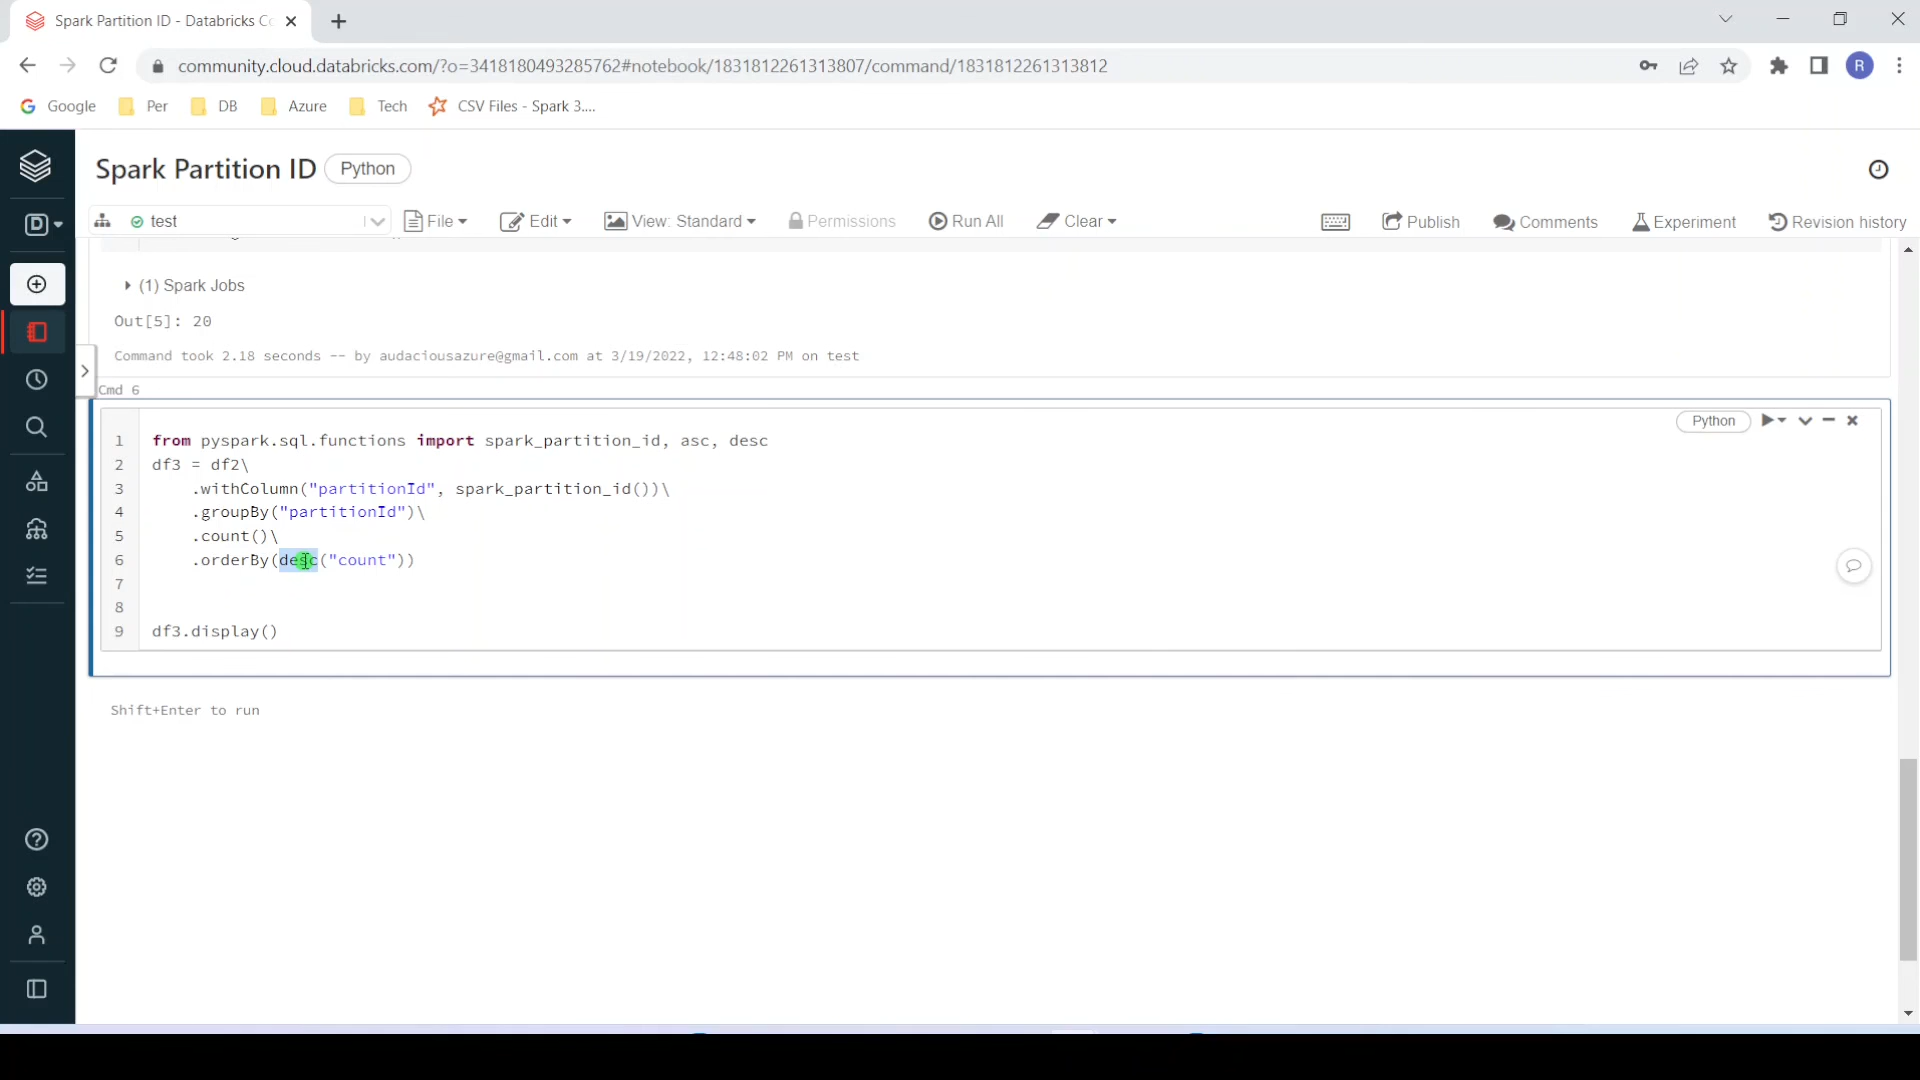 Spark Partition ID - Databricks Co
community.cloud.databricks.com/?o=3418180493285762#notebook/1831812261313807/command/1831812261313812
R
Google Per DB Azure Tech CSV Files - Spark 3....
Spark Partition ID Python
D
test File Edit View: Standard Permissions Run All Clear Publish Comments Experiment Revision history
(1) Spark Jobs
Out[5]: 20
Command took 2.18 seconds -- by audaciousazure@gmail.com at 3/19/2022, 12:48:02 PM on test
Cmd 6
Python
1 from pyspark.sql.functions import spark_partition_id, asc, desc
2 df3 = df2\
3 .withColumn("partitionId", spark_partition_id())\
4 .groupBy("partitionId")\
5 .count()\
6 .orderBy(desc("count"))
7
8
9 df3.display()
Shift+Enter to run